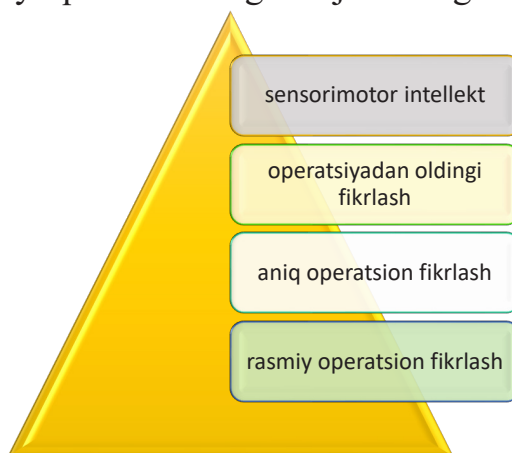 sensorimotor intellekt
operatsiyadan oldingi
fikrlash
aniq operatsion fikrlash
rasmiy operatsion fikrlash